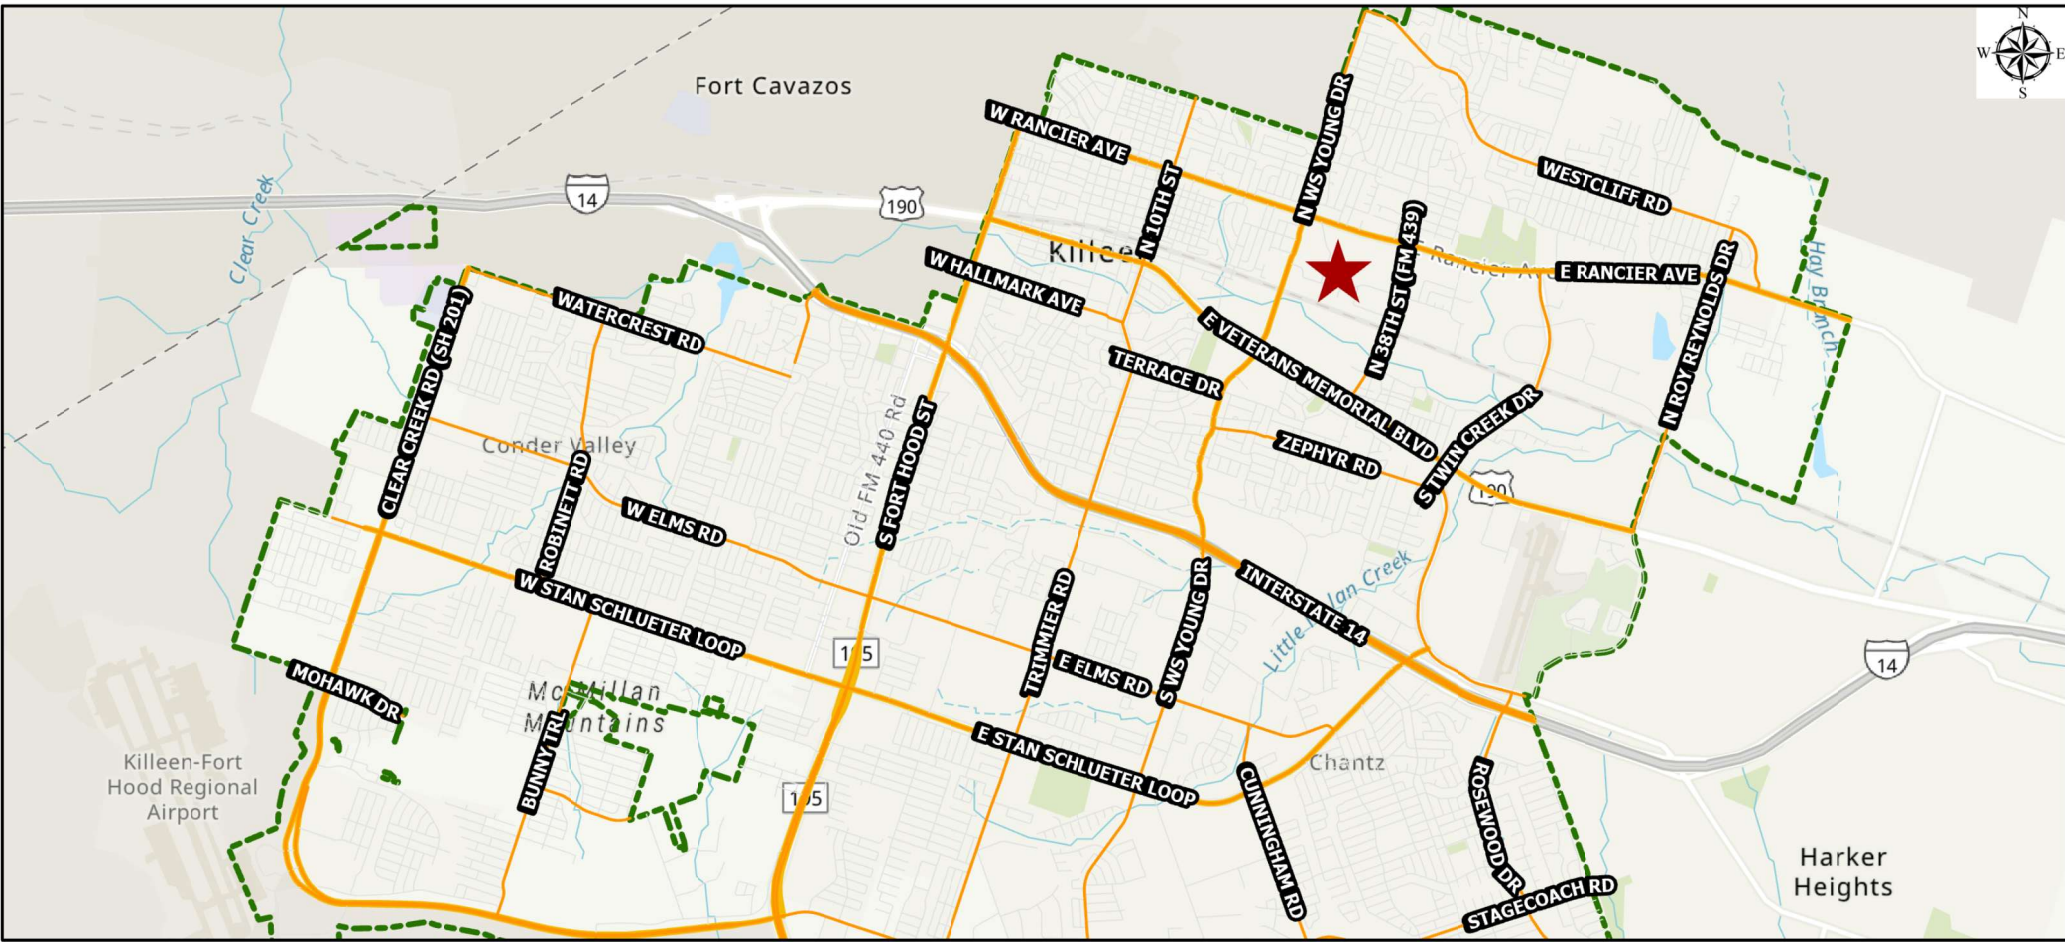 N
W E
S
Fort Cavazos
W RANCIER AVE
N 10TH ST
N WS YOUNG DR
WESTCLIFF RD
14
190
Clear Creek
Killee
N 38TH ST (FM 439)
E Rancier Av
E RANCIER AVE
N ROY REYNOLDS DR
Hay Branch
W HALLMARK AVE
WATERCREST RD
CLEAR CREEK RD (SH 201)
E VETERANS MEMORIAL BLVD
TERRACE DR
ZEPHYR RD
S TWIN CREEK DR
190
Conder Valley
ROBINETT RD
W ELMS RD
Old FM 440 Rd
S FORT HOOD ST
W STAN SCHLUETER LOOP
INTERSTATE 14
Little Nolan Creek
TRIMMIER RD
S WS YOUNG DR
E ELMS RD
195
14
MOHAWK DR
McMillan
Mountains
BUNNY TRL
E STAN SCHLUETER LOOP
Chantz
CUNNINGHAM RD
ROSEWOOD DR
STAGECOACH RD
195
Killeen-Fort
Hood Regional
Airport
Harker
Heights